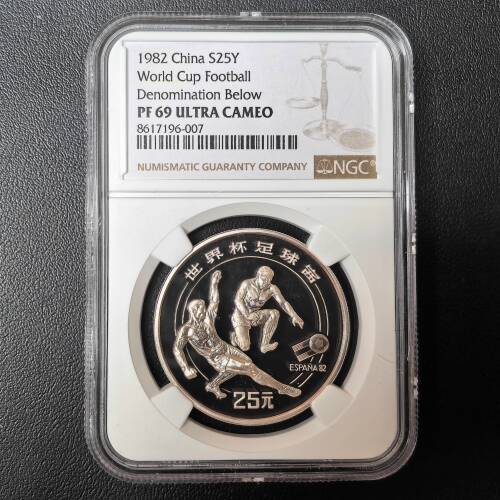 1982 China S25Y
World Cup Football
Denomination Below
PF 69 ULTRA CAMEO
8617196-007
NUMISMATIC GUARANTY COMPANY
NGC
世界杯足球赛
ESPAÑA 82
25元